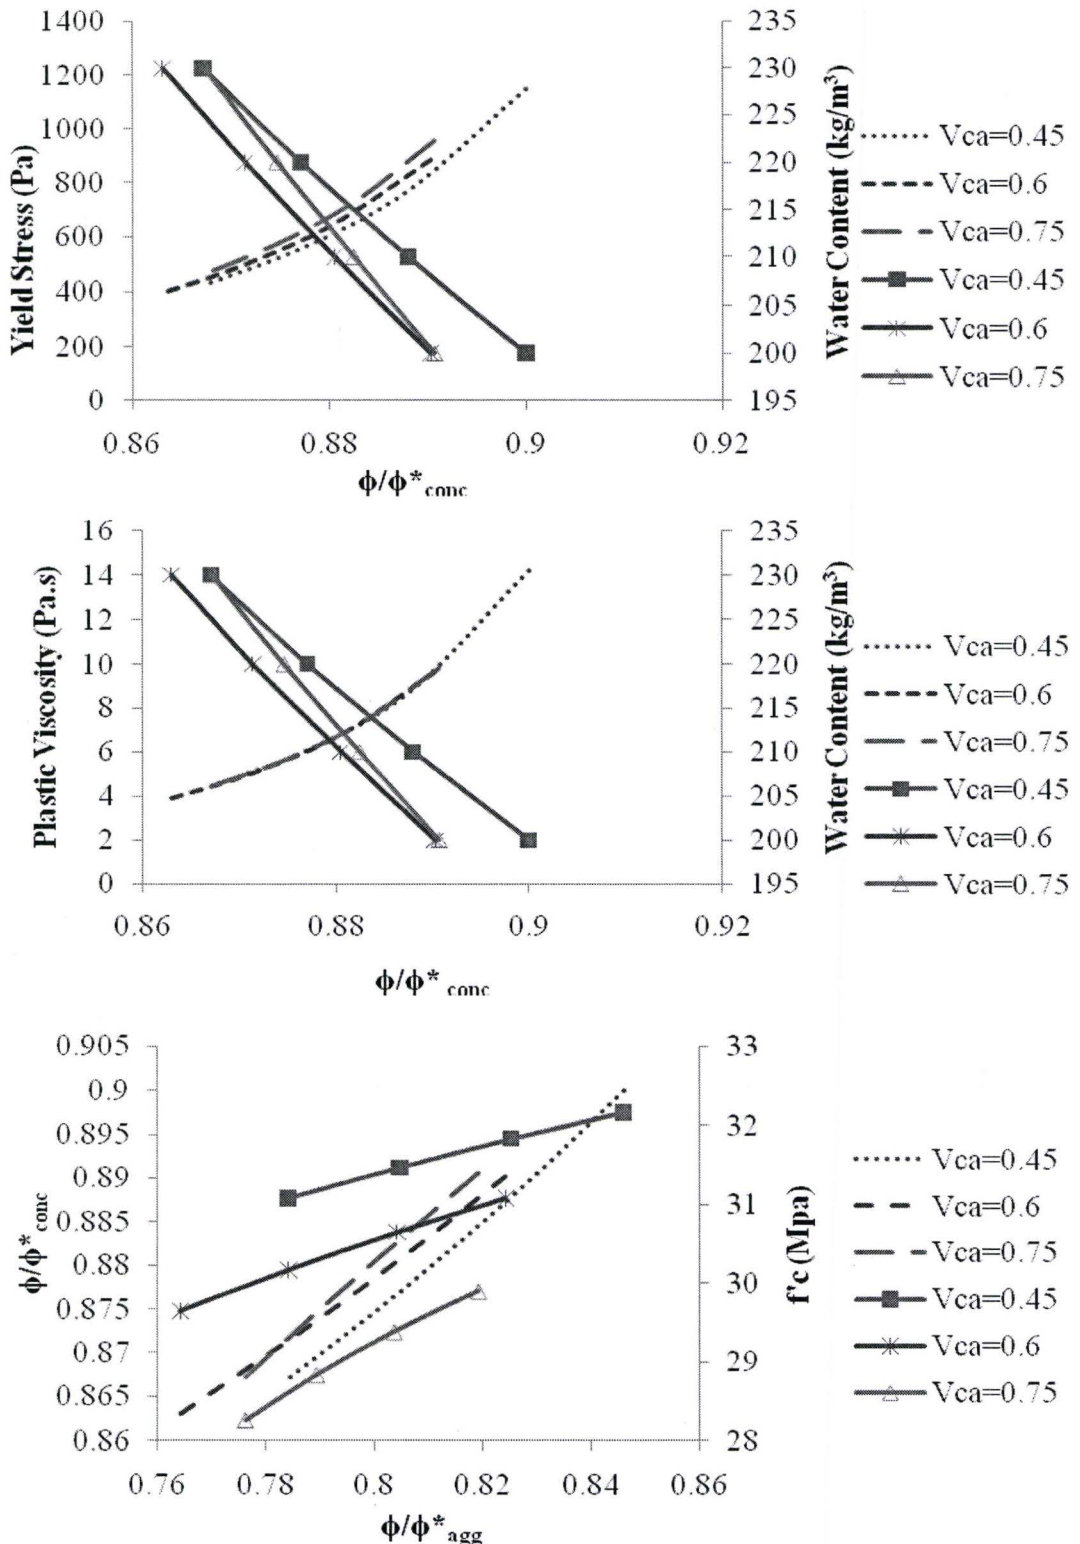 1400
1200
1000
800
600
400
200
0
Yield Stress (Pa)
235
230
225
220
215
210
205
200
195
Water Content (kg/m³)
0.86 0.88 0.9 0.92
ϕ/ϕ*conc
Vca=0.45
Vca=0.6
Vca=0.75
Vca=0.45
Vca=0.6
Vca=0.75
16
14
12
10
8
6
4
2
0
Plastic Viscosity (Pa.s)
235
230
225
220
215
210
205
200
195
Water Content (kg/m³)
0.86 0.88 0.9 0.92
ϕ/ϕ* conc
Vca=0.45
Vca=0.6
Vca=0.75
Vca=0.45
Vca=0.6
Vca=0.75
0.905
0.9
0.895
0.89
0.885
0.88
0.875
0.87
0.865
0.86
ϕ/ϕ*conc
33
32
31
30
29
28
f'c (Mpa)
0.76 0.78 0.8 0.82 0.84 0.86
ϕ/ϕ*agg
Vca=0.45
Vca=0.6
Vca=0.75
Vca=0.45
Vca=0.6
Vca=0.75